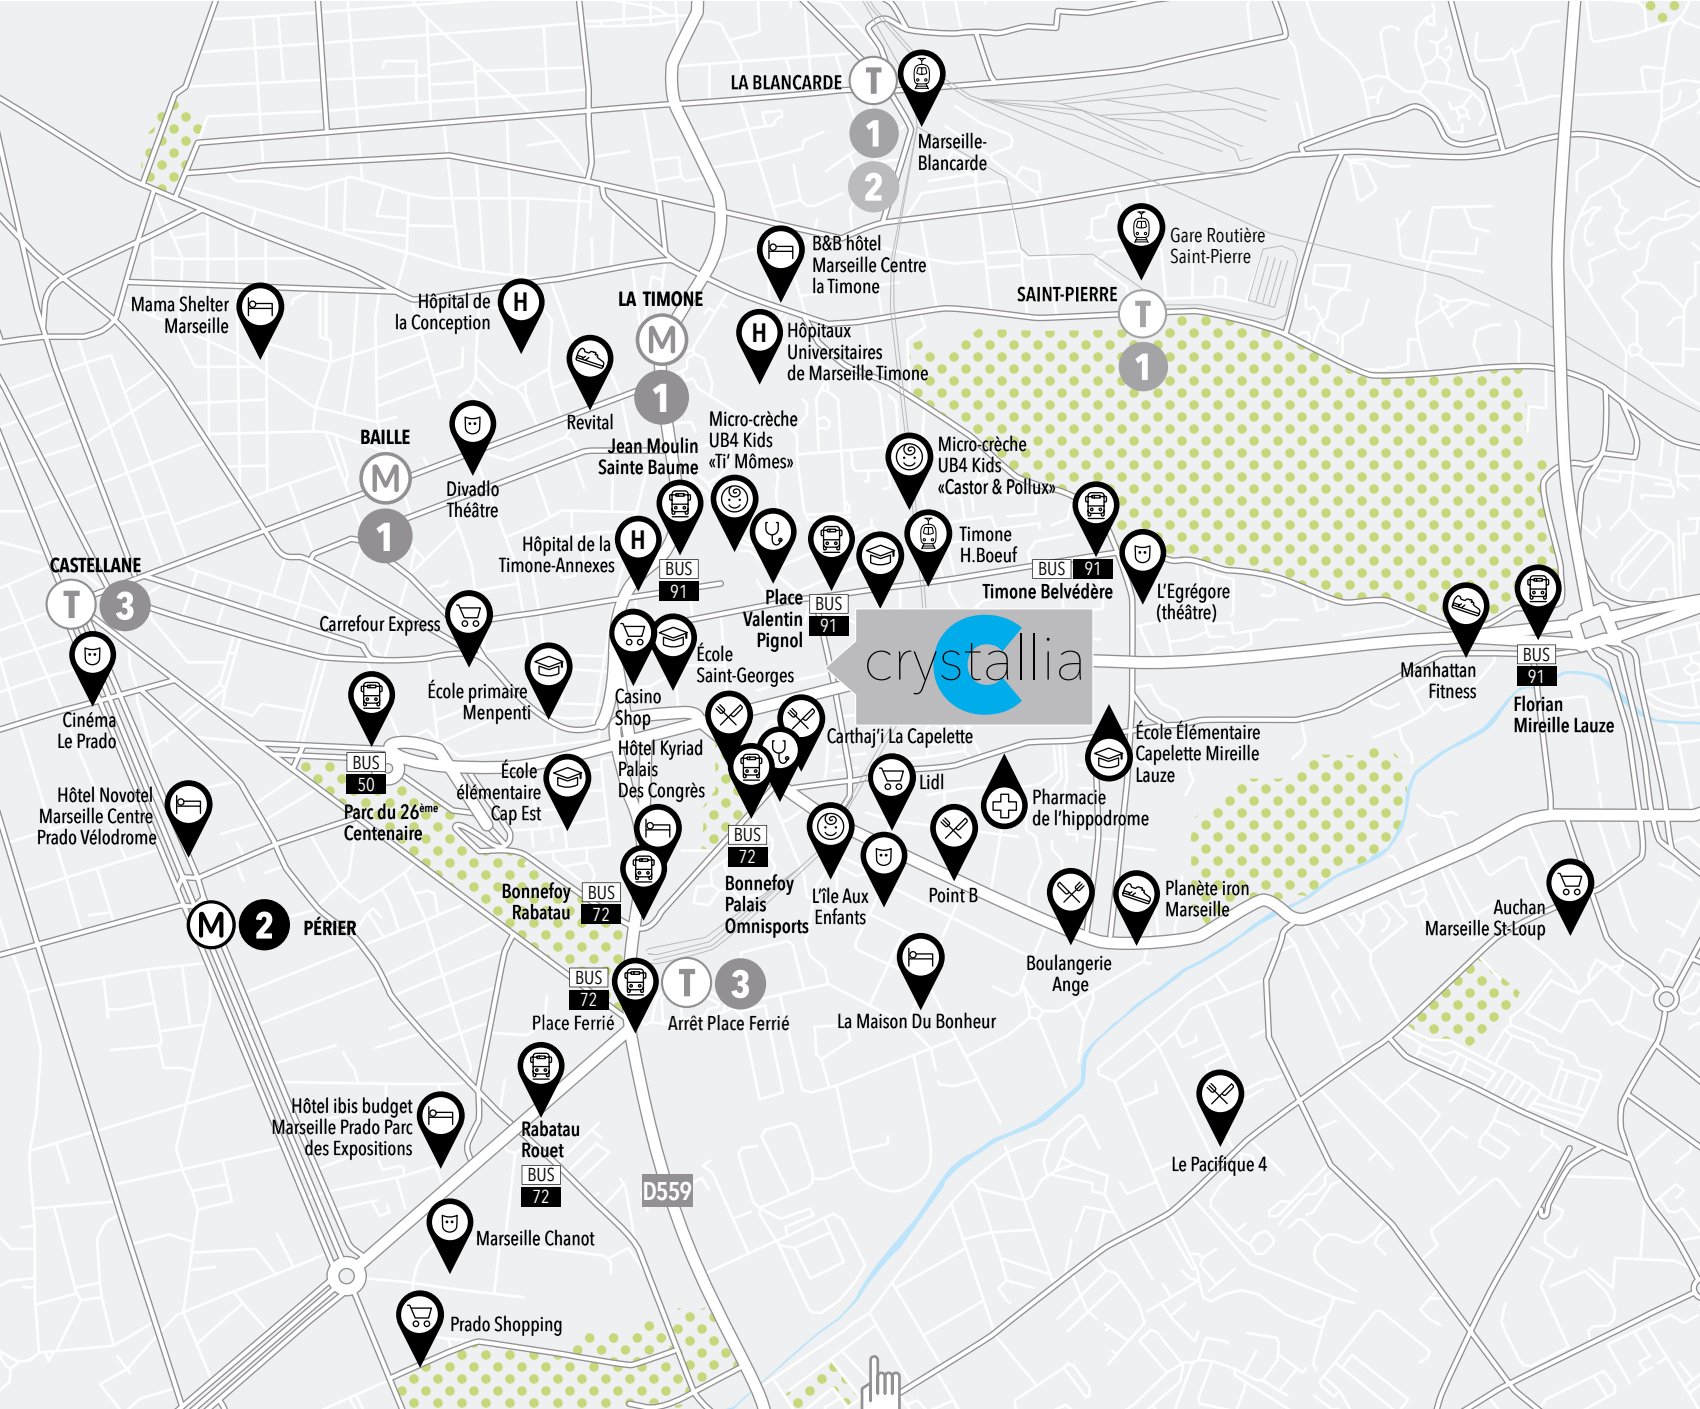 LA BLANCARDE
T
1
2
Marseille-
Blancarde
Gare Routière
Saint-Pierre
B&B hôtel
Marseille Centre
la Timone
SAINT-PIERRE
T
1
Mama Shelter
Marseille
Hôpital de
la Conception
H
LA TIMONE
M
1
H
Hôpitaux
Universitaires
de Marseille Timone
Revital
BAILLE
M
1
Divadlo
Théâtre
Jean Moulin
Sainte Baume
BUS
91
Micro-crèche
UB4 Kids
«Ti’ Mômes»
Micro-crèche
UB4 Kids
«Castor & Pollux»
Hôpital de la
Timone-Annexes
H
Timone
H.Boeuf
BUS
91
Timone Belvédère
L’Egrégore
(théâtre)
CASTELLANE
T
3
Cinéma
Le Prado
Carrefour Express
Place
Valentin
Pignol
BUS
91
crystallia
École
Saint-Georges
Casino
Shop
École primaire
Menpenti
Manhattan
Fitness
BUS
91
Florian
Mireille Lauze
BUS
50
Parc du 26ème
Centenaire
Hôtel Novotel
Marseille Centre
Prado Vélodrome
École
élémentaire
Cap Est
Hôtel Kyriad
Palais
Des Congrès
Carthaj’i La Capelette
École Élémentaire
Capelette Mireille
Lauze
Lidl
Pharmacie
de l’hippodrome
BUS
72
Bonnefoy
Palais
Omnisports
L’île Aux
Enfants
Point B
Bonnefoy
Rabatau
BUS
72
Planète iron
Marseille
Boulangerie
Ange
Auchan
Marseille St-Loup
M
2
PÉRIER
BUS
72
Place Ferrié
T
3
Arrêt Place Ferrié
La Maison Du Bonheur
Hôtel ibis budget
Marseille Prado Parc
des Expositions
Rabatau
Rouet
BUS
72
D559
Le Pacifique 4
Marseille Chanot
Prado Shopping